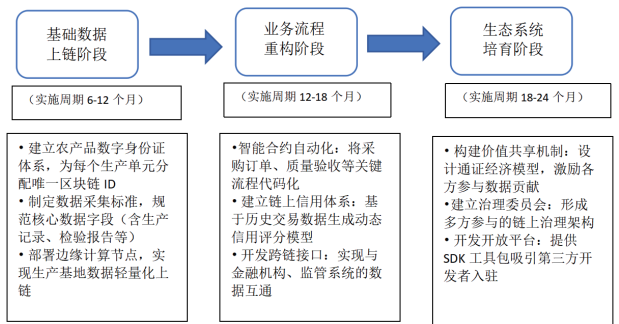 基础数据
上链阶段
业务流程
重构阶段
生态系统
培育阶段
（实施周期 6-12 个月）
（实施周期 12-18 个月）
（实施周期 18-24 个月）
• 建立农产品数字身份证
体系，为每个生产单元分
配唯一区块链 ID
• 制定数据采集标准，规
范核心数据字段（含生产
记录、检验报告等）
• 部署边缘计算节点，实
现生产基地数据轻量化上
链
•智能合约自动化：将采
购订单、质量验收等关键
流程代码化
• 建立链上信用体系：基
于历史交易数据生成动态
信用评分模型
• 开发跨链接口：实现与
金融机构、监管系统的数
据互通
• 构建价值共享机制：设
计通证经济模型，激励各
方参与数据贡献
•建立治理委员会：形成
多方参与的链上治理架构
• 开发开放平台：提供
SDK 工具包吸引第三方开
发者入驻